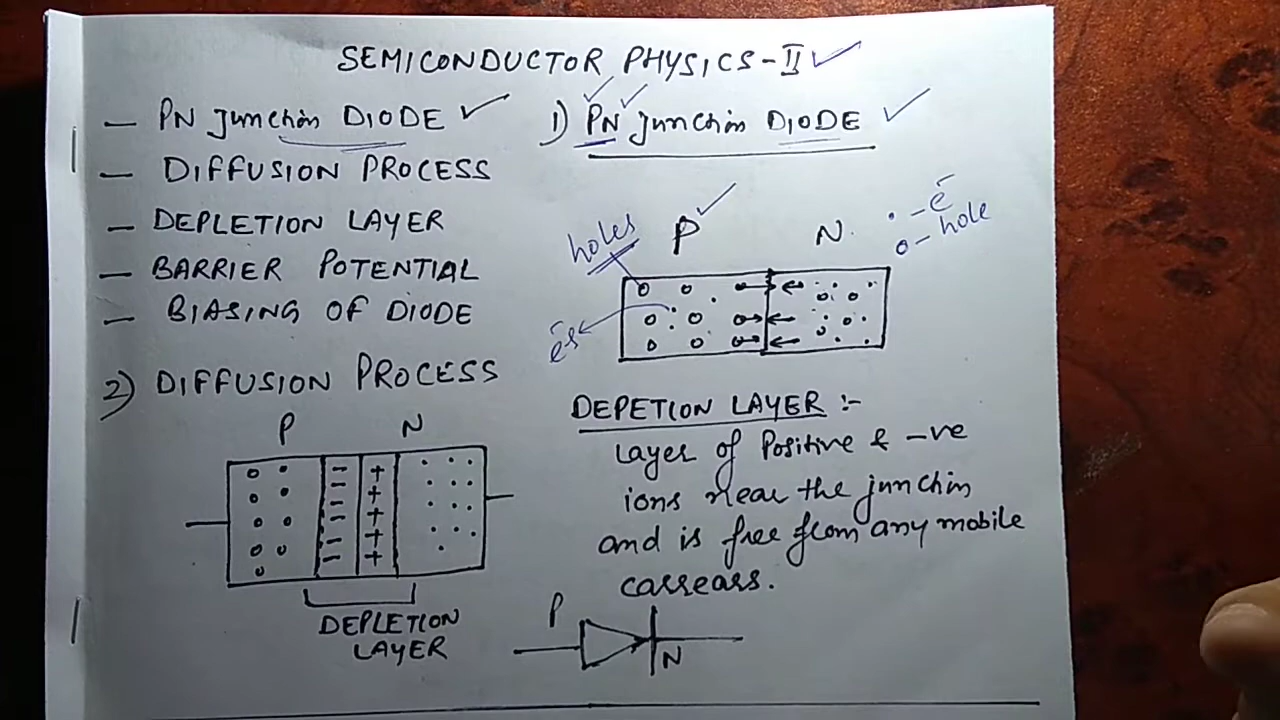 SEMICONDUCTOR PHYSICS-II
— PN Junction DIODE
— DIFFUSION PROCESS
— DEPLETION LAYER
— BARRIER POTENTIAL
— BIASING OF DIODE
1) PN Junction DIODE
P N
• - e⁻
o - hole
holes
e⁻s
2) DIFFUSION PROCESS
P N
DEPLETION
LAYER
DEPETION LAYER :-
Layer of Positive & -ve
ions near the junction
and is free from any mobile
carrears.
P
N